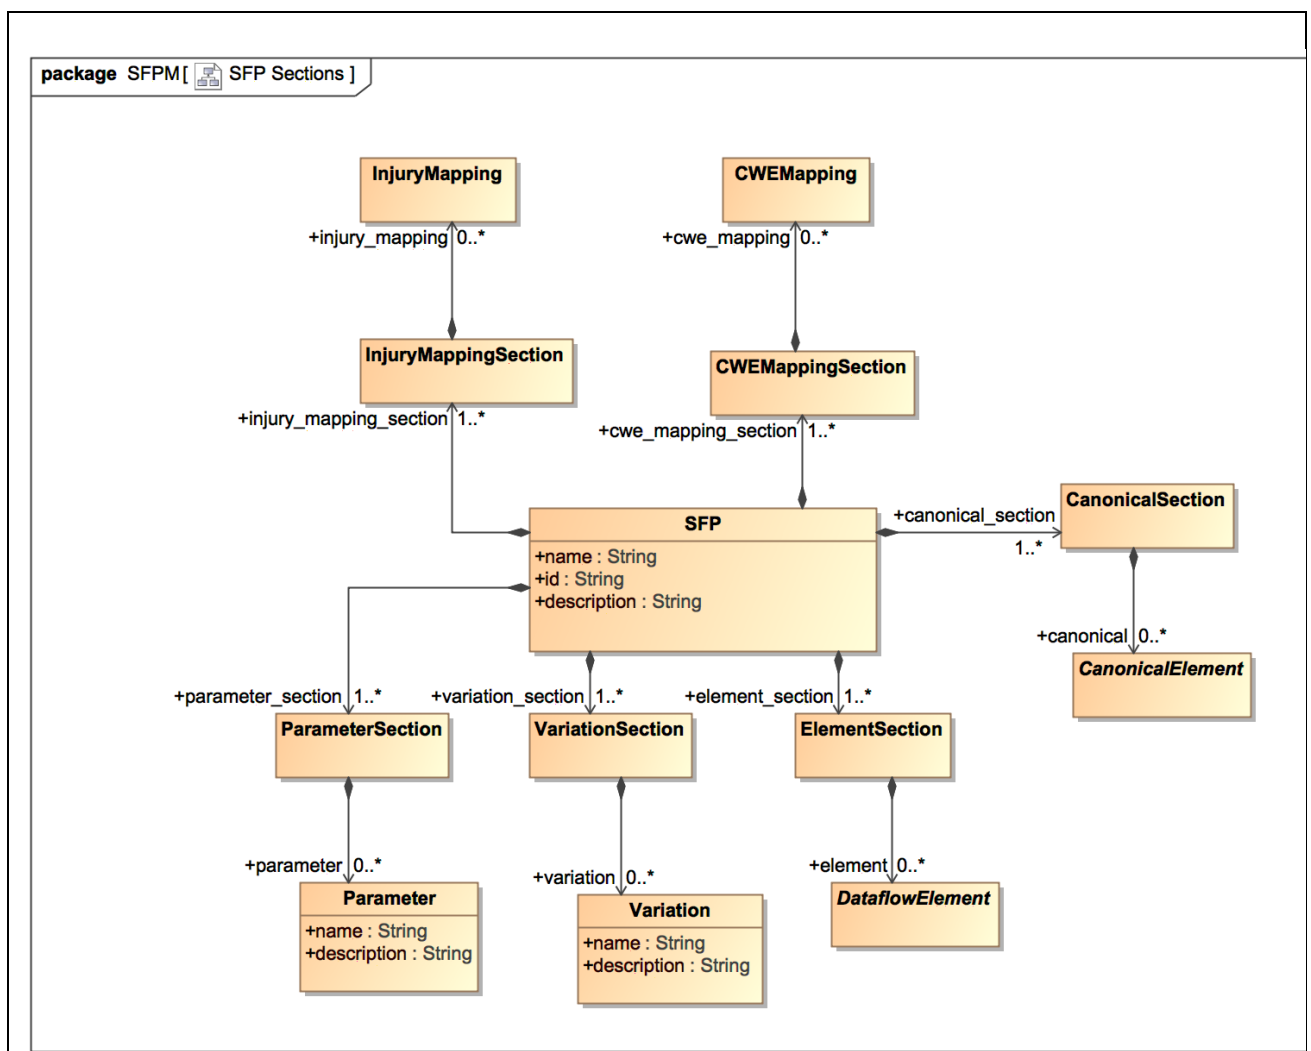 package SFPM [ SFP Sections ]
InjuryMapping
CWEMapping
+injury_mapping 0..*
+cwe_mapping 0..*
InjuryMappingSection
CWEMappingSection
+injury_mapping_section 1..*
+cwe_mapping_section 1..*
CanonicalSection
+canonical_section
1..*
SFP
+name : String
+id : String
+description : String
+canonical 0..*
CanonicalElement
+parameter_section 1..*
+variation_section 1..*
+element_section 1..*
ParameterSection
VariationSection
ElementSection
+parameter 0..*
+variation 0..*
+element 0..*
Parameter
+name : String
+description : String
Variation
+name : String
+description : String
DataflowElement